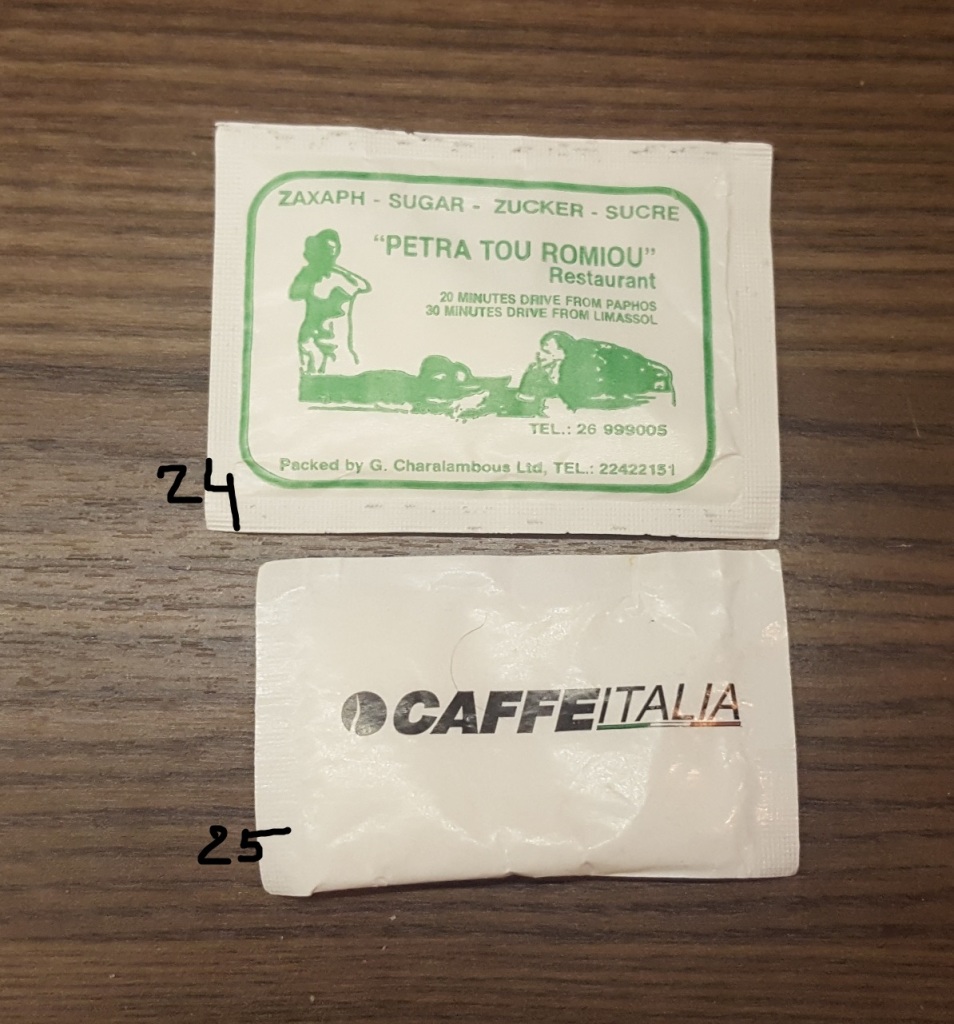 ZAXAPH - SUGAR - ZUCKER - SUCRE
"PETRA TOU ROMIOU"
Restaurant
20 MINUTES DRIVE FROM PAPHOS
30 MINUTES DRIVE FROM LIMASSOL
TEL.: 26 999005
Packed by G. Charalambous Ltd, TEL.: 22422151
24
CAFFEITALIA
25